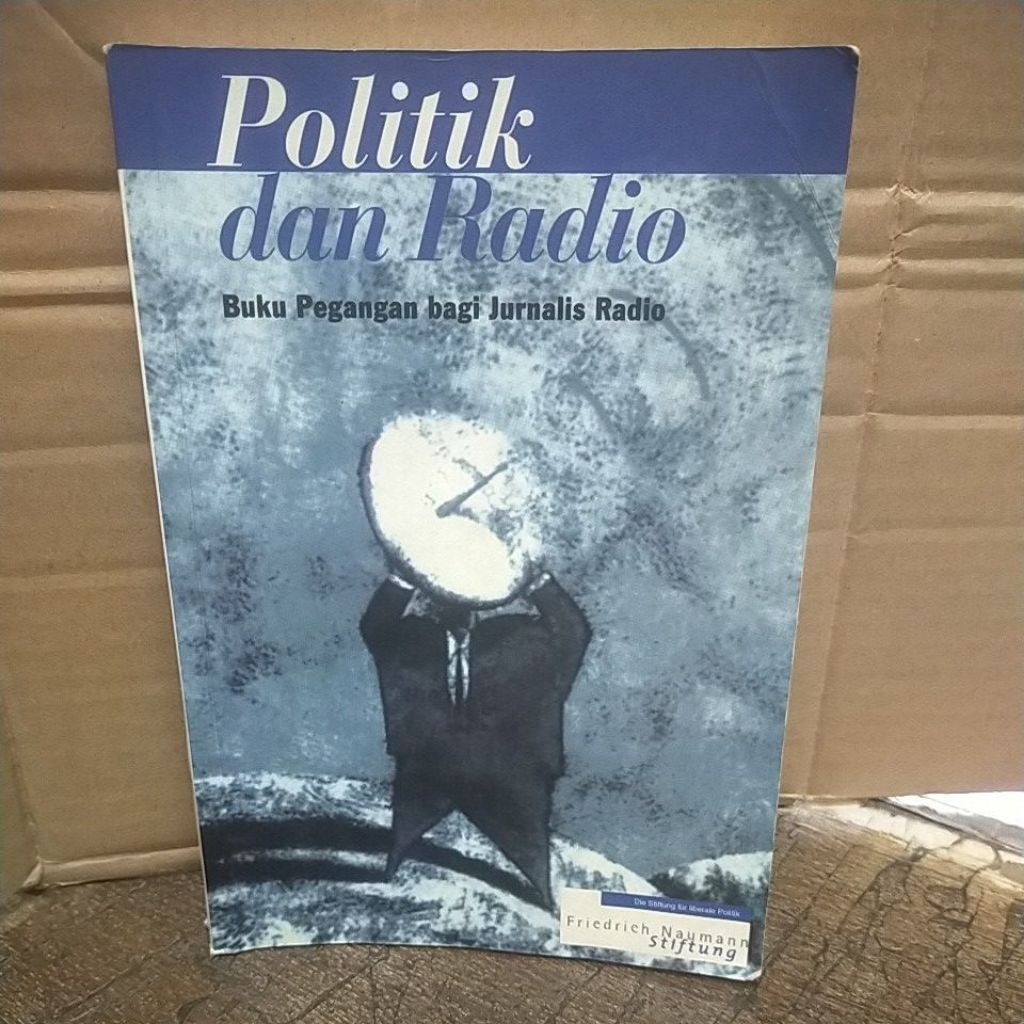 Politik
dan Radio
Buku Pegangan bagi Jurnalis Radio
Die Stiftung für liberale Politik
Friedrich Naumann
Stiftung